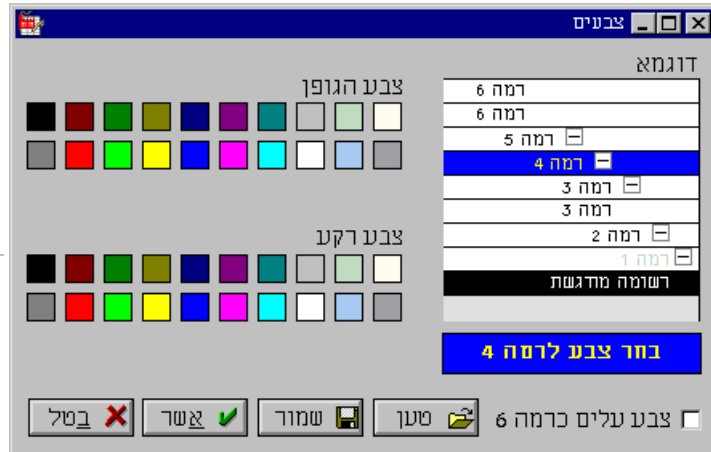 צבעים
דוגמא
רמה 6
רמה 6
רמה 5
רמה 4
רמה 3
רמה 3
רמה 2
רמה 1
רשומה מודגשת
בחר צבע לרמה 4
צבע הגופן
צבע רקע
צבע עלים כרמה 6
טען
שמור
אשר
בטל